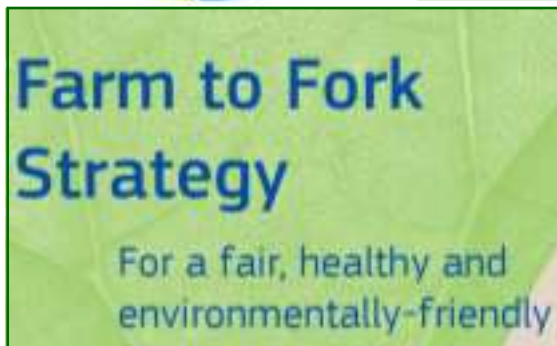 Farm to Fork
Strategy
For a fair, healthy and
environmentally-friendly